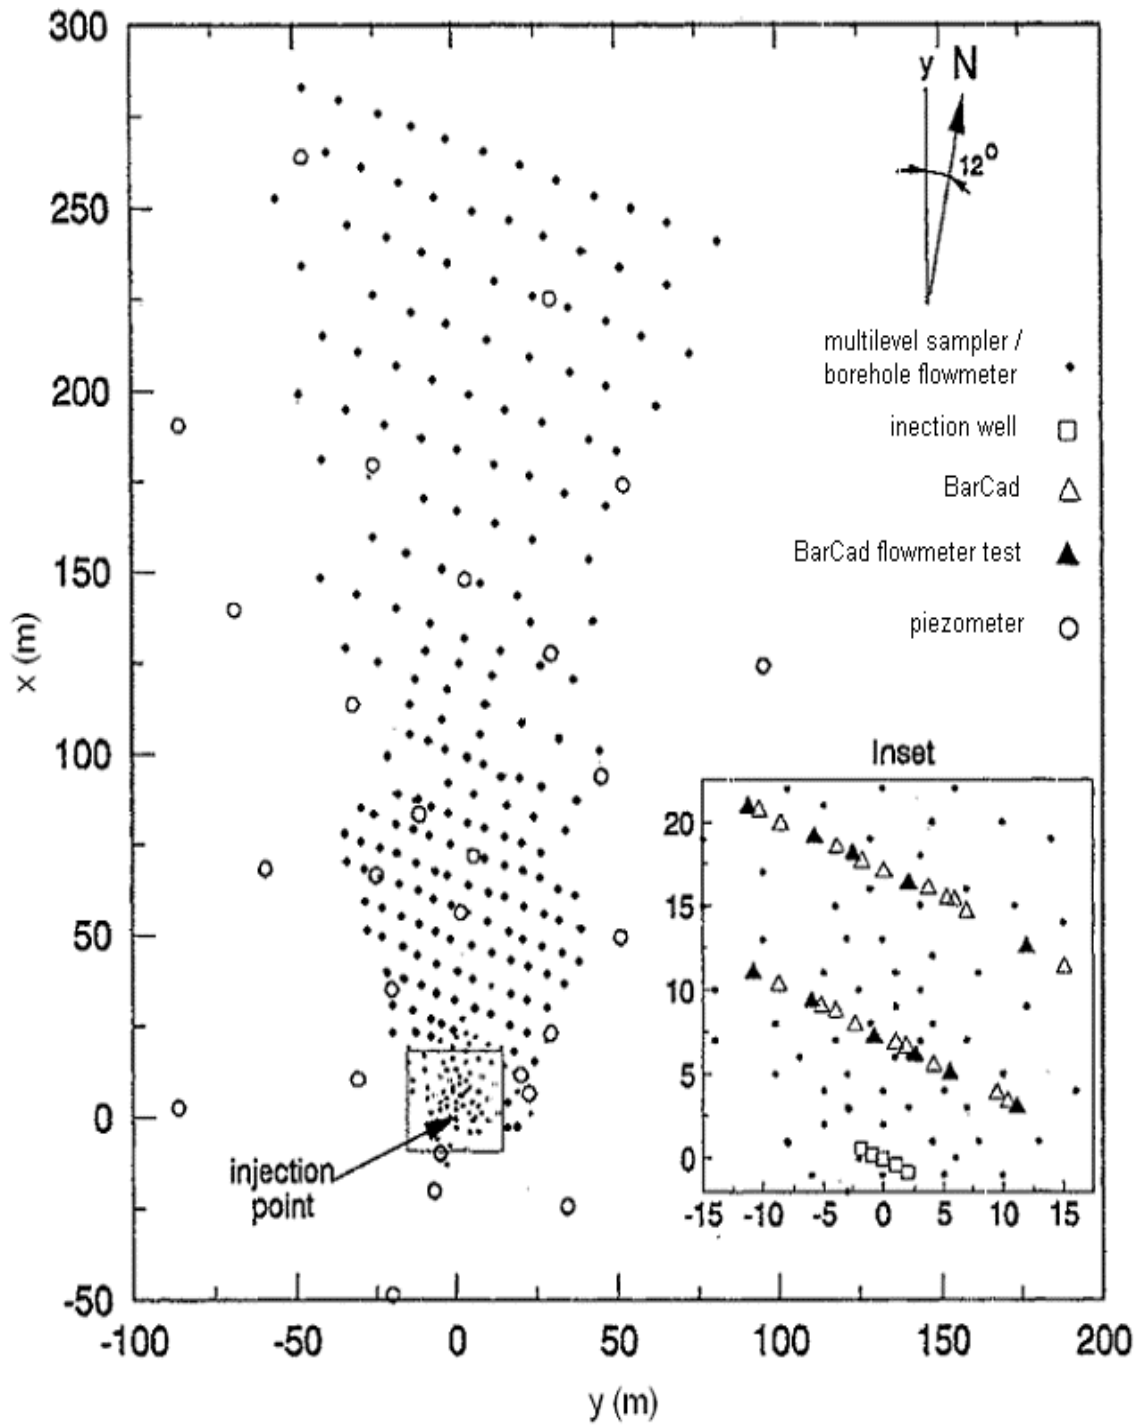 300
250
200
150
100
50
0
-50
x (m)
-100
-50
0
50
100
150
200
y (m)
y N
12°
multilevel sampler /
borehole flowmeter
inection well
BarCad
BarCad flowmeter test
piezometer
injection
point
Inset
20
15
10
5
0
-15 -10 -5 0 5 10 15